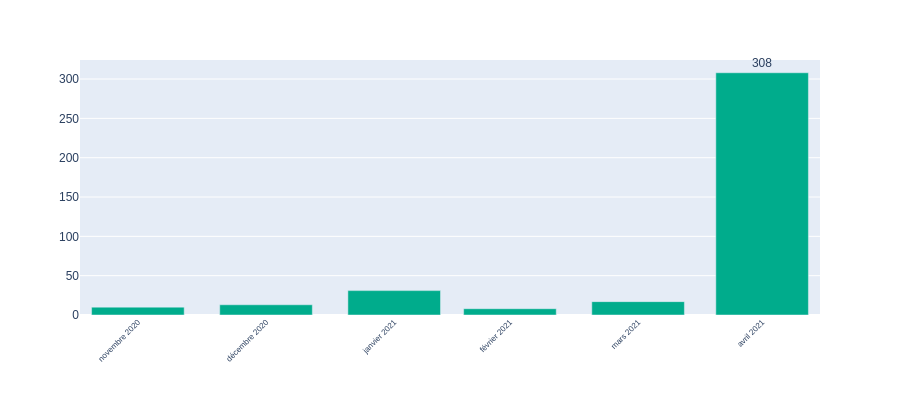 308
300
250
200
150
100
50
0
novembre 2020
décembre 2020
janvier 2021
février 2021
mars 2021
avril 2021